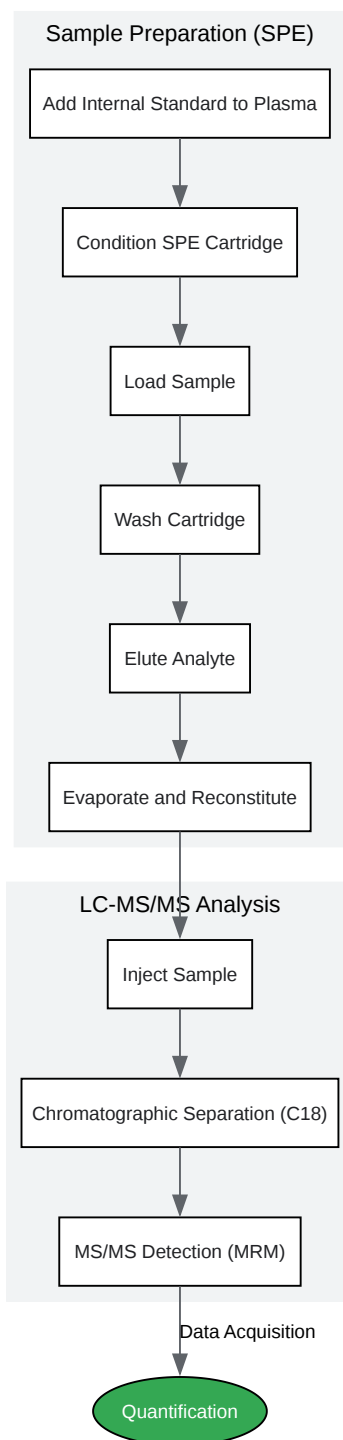 Sample Preparation (SPE)
Add Internal Standard to Plasma
Condition SPE Cartridge
Load Sample
Wash Cartridge
Elute Analyte
Evaporate and Reconstitute
LC-MS/MS Analysis
Inject Sample
Chromatographic Separation (C18)
MS/MS Detection (MRM)
Data Acquisition
Quantification